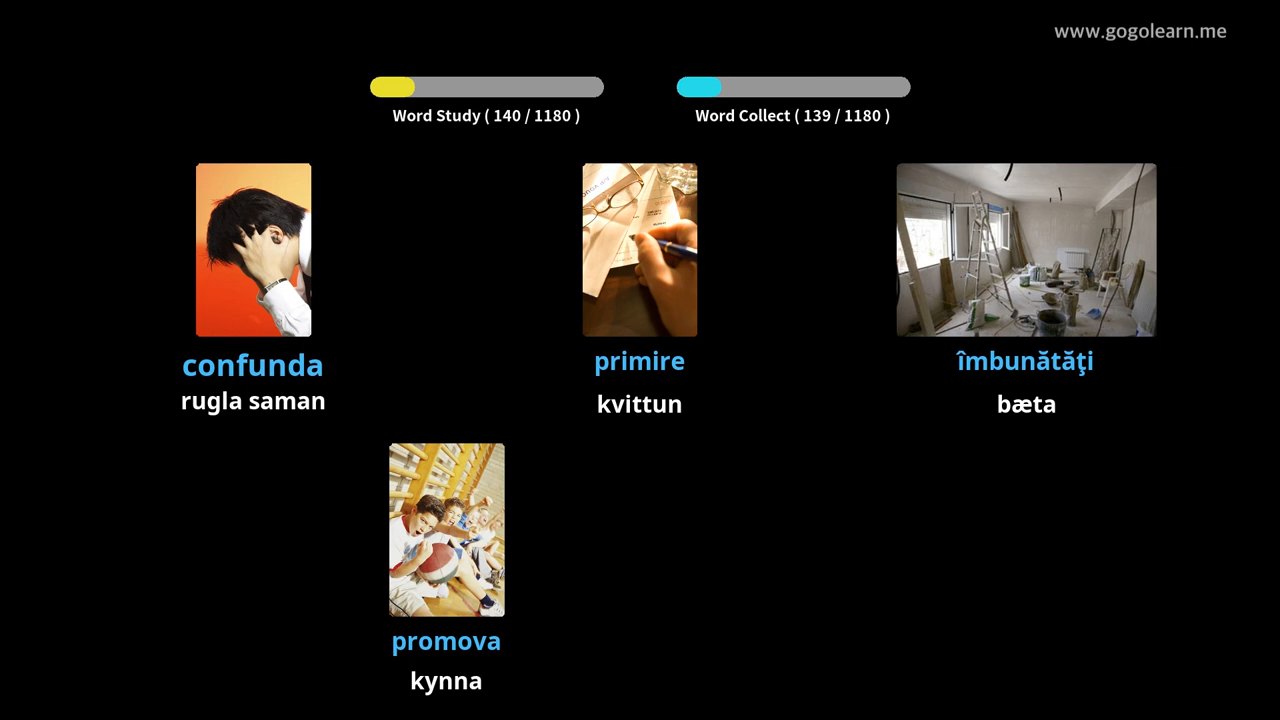 www.gogolearn.me
Word Study ( 140 / 1180 )
Word Collect ( 139 / 1180 )
confunda
rugla saman
primire
kvittun
îmbunătăţi
bæta
promova
kynna